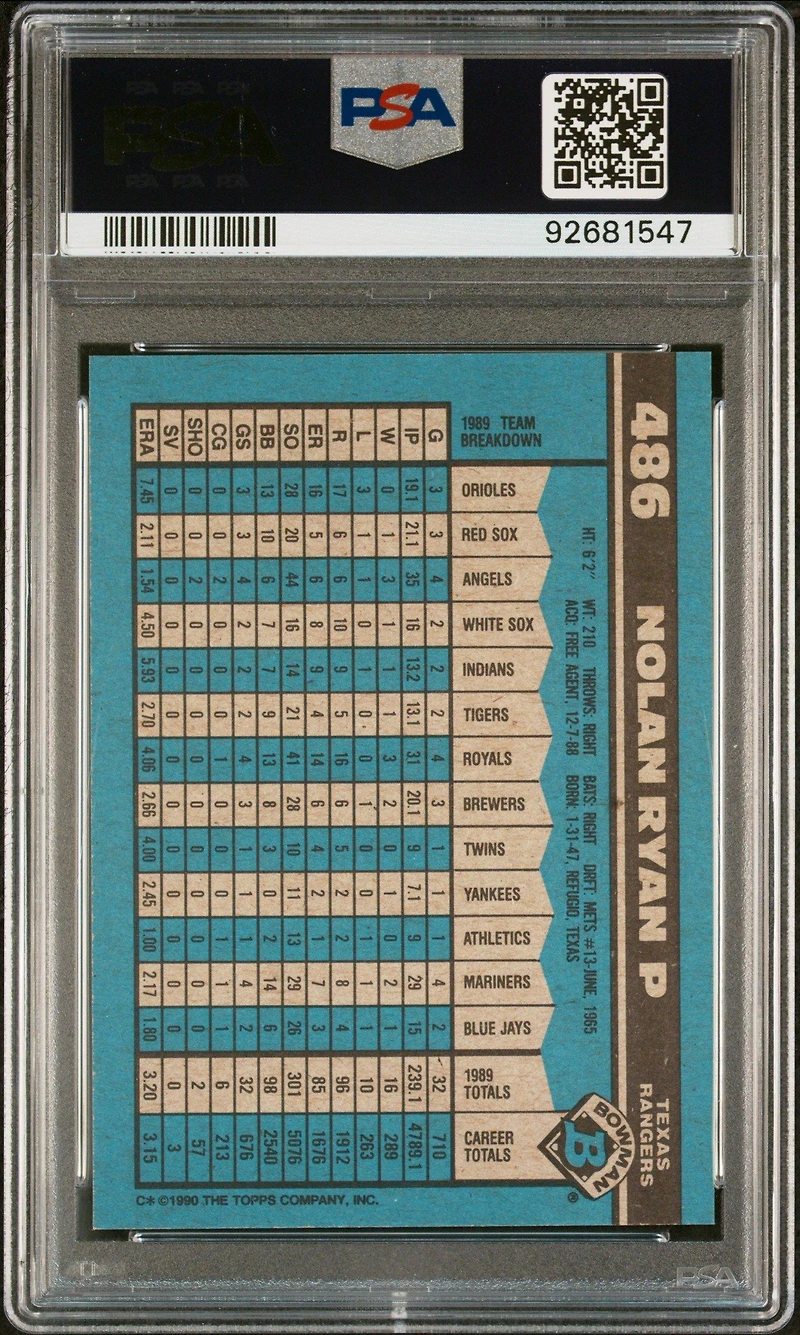 PSA PSA PSA
PSA
PSA PSA PSA
PSA
92681547
486 NOLAN RYAN P TEXAS
RANGERS
HT: 6'2" WT: 210 THROWS: RIGHT BATS: RIGHT DRFT: METS #13-JUNE, 1965
ACQ: FREE AGENT, 12-7-88 BORN: 1-31-47, REFUGIO, TEXAS
BOWMAN
B
®
1989 TEAM
BREAKDOWN
G IP W L R ER SO BB GS CG SHO SV ERA
ORIOLES 3 19.1 0 3 17 16 28 13 3 0 0 0 7.45
RED SOX 3 21.1 1 1 6 5 20 10 3 0 0 0 2.11
ANGELS 4 35 3 1 6 6 44 6 4 2 2 0 1.54
WHITE SOX 2 16 1 0 10 8 16 7 2 0 0 0 4.50
INDIANS 2 13.2 1 1 9 9 14 7 2 0 0 0 5.93
TIGERS 2 13.1 1 0 5 4 21 9 2 0 0 0 2.70
ROYALS 4 31 3 0 16 14 41 13 4 1 0 0 4.06
BREWERS 3 20.1 2 1 6 6 28 8 3 0 0 0 2.66
TWINS 1 9 0 0 5 4 10 3 1 0 0 0 4.00
YANKEES 1 7.1 1 0 2 2 11 0 1 0 0 0 2.45
ATHLETICS 1 9 0 1 2 1 13 2 1 1 0 0 1.00
MARINERS 4 29 2 1 8 7 29 14 4 1 0 0 2.17
BLUE JAYS 2 15 1 1 4 3 26 6 2 1 0 0 1.80
1989
TOTALS 32 239.1 16 10 96 85 301 98 32 6 2 0 3.20
CAREER
TOTALS 710 4789.1 289 263 1912 1676 5076 2540 676 213 57 3 3.15
C* ©1990 THE TOPPS COMPANY, INC.
PSA